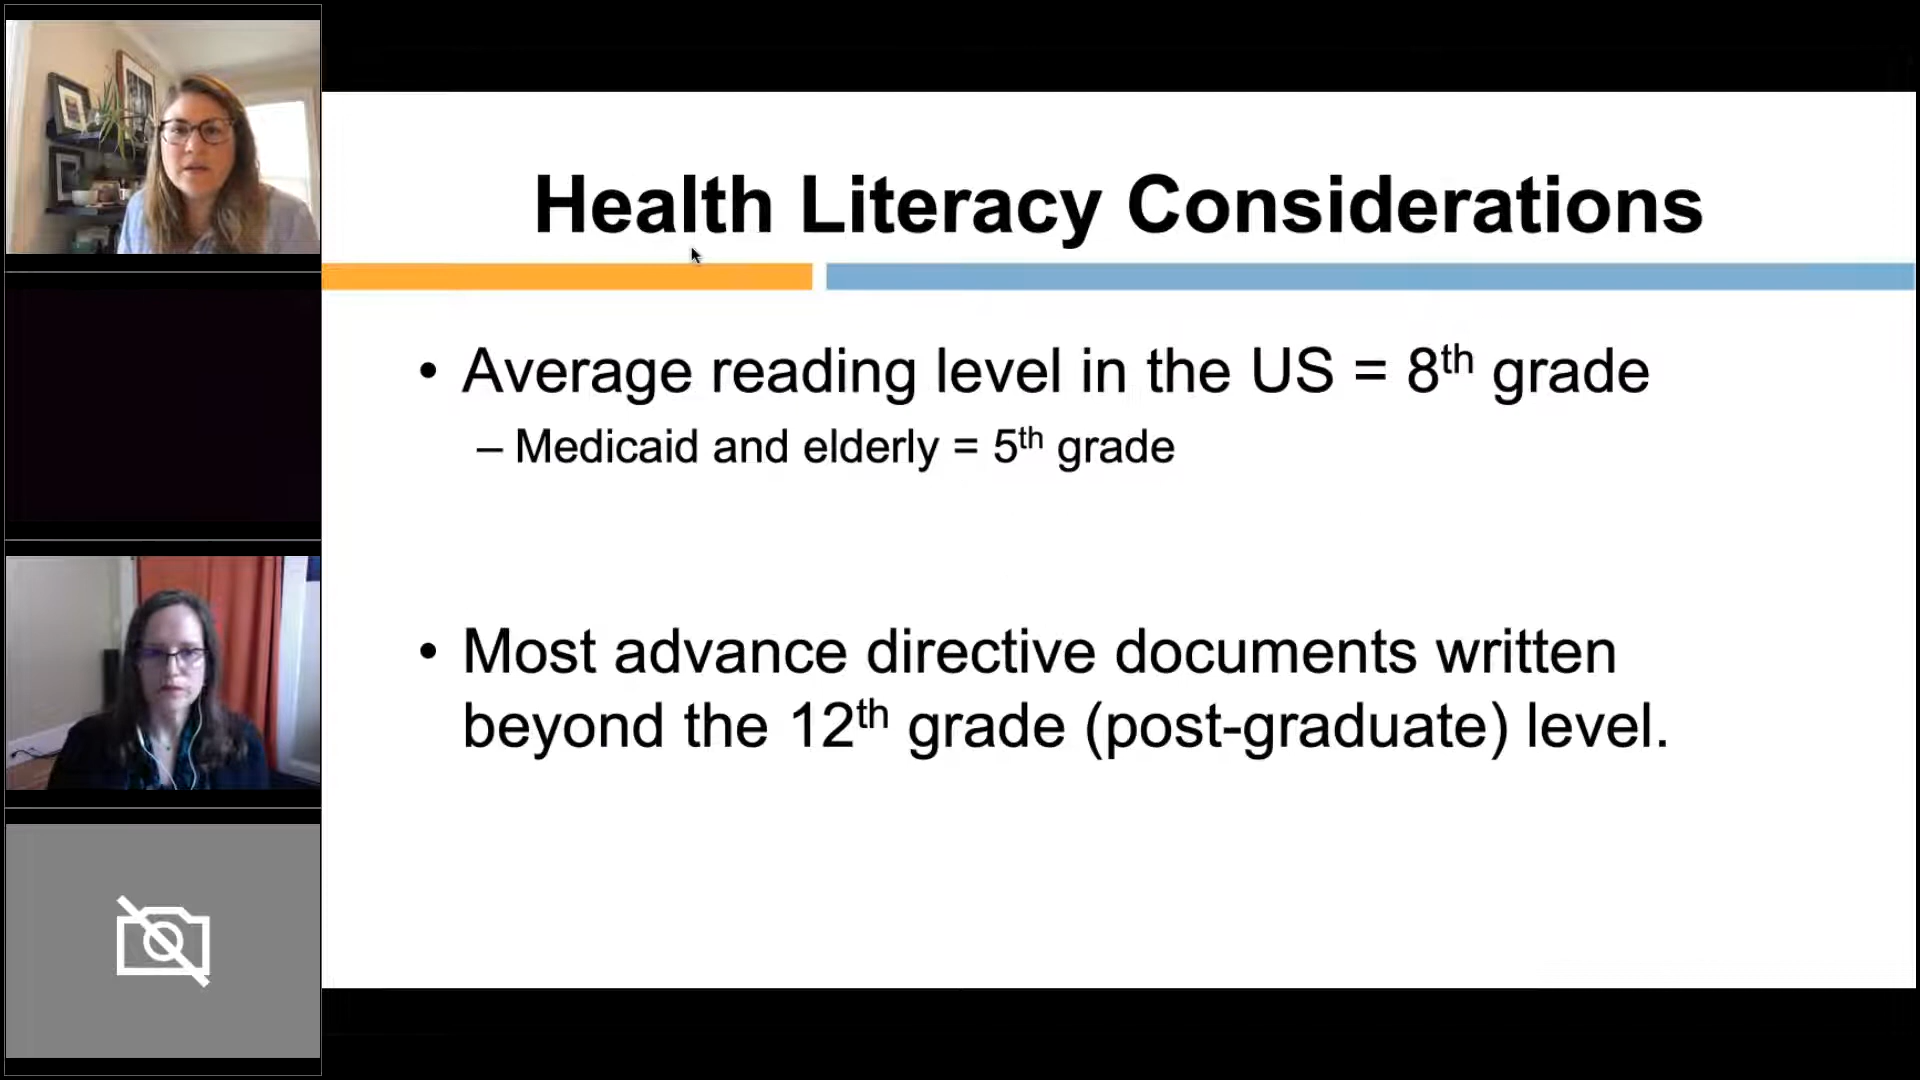 Health Literacy Considerations
• Average reading level in the US = 8th grade
– Medicaid and elderly = 5th grade
• Most advance directive documents written
beyond the 12th grade (post-graduate) level.